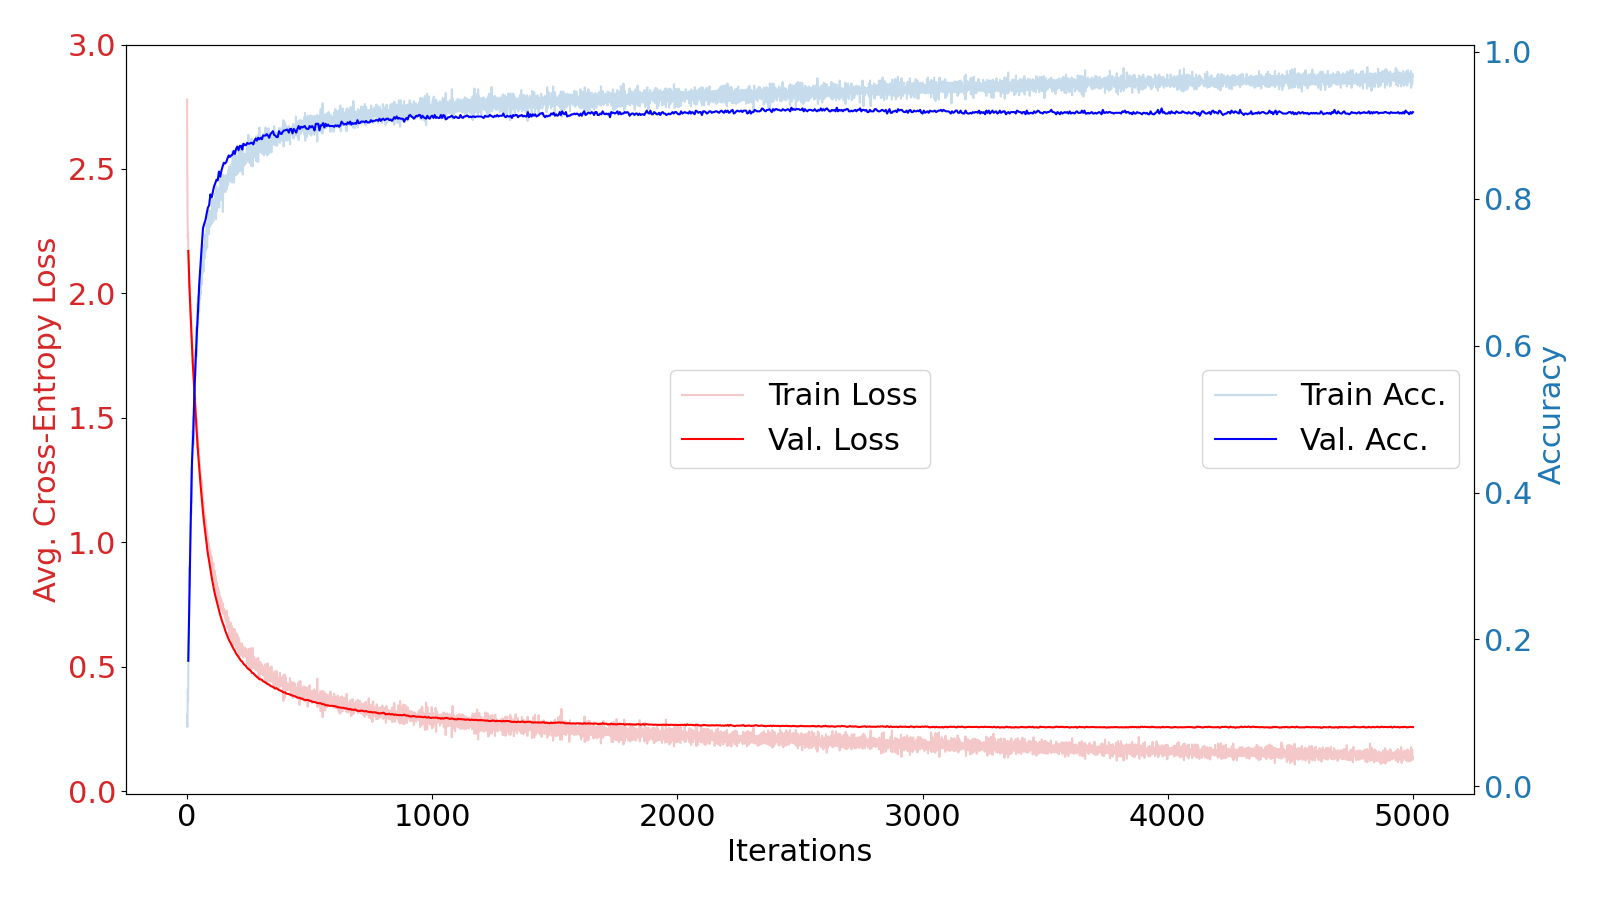 3.0
2.5
2.0
1.5
1.0
0.5
0.0
Avg. Cross-Entropy Loss
Train Loss
Val. Loss
Train Acc.
Val. Acc.
1.0
0.8
0.6
0.4
0.2
0.0
Accuracy
0 1000 2000 3000 4000 5000
Iterations